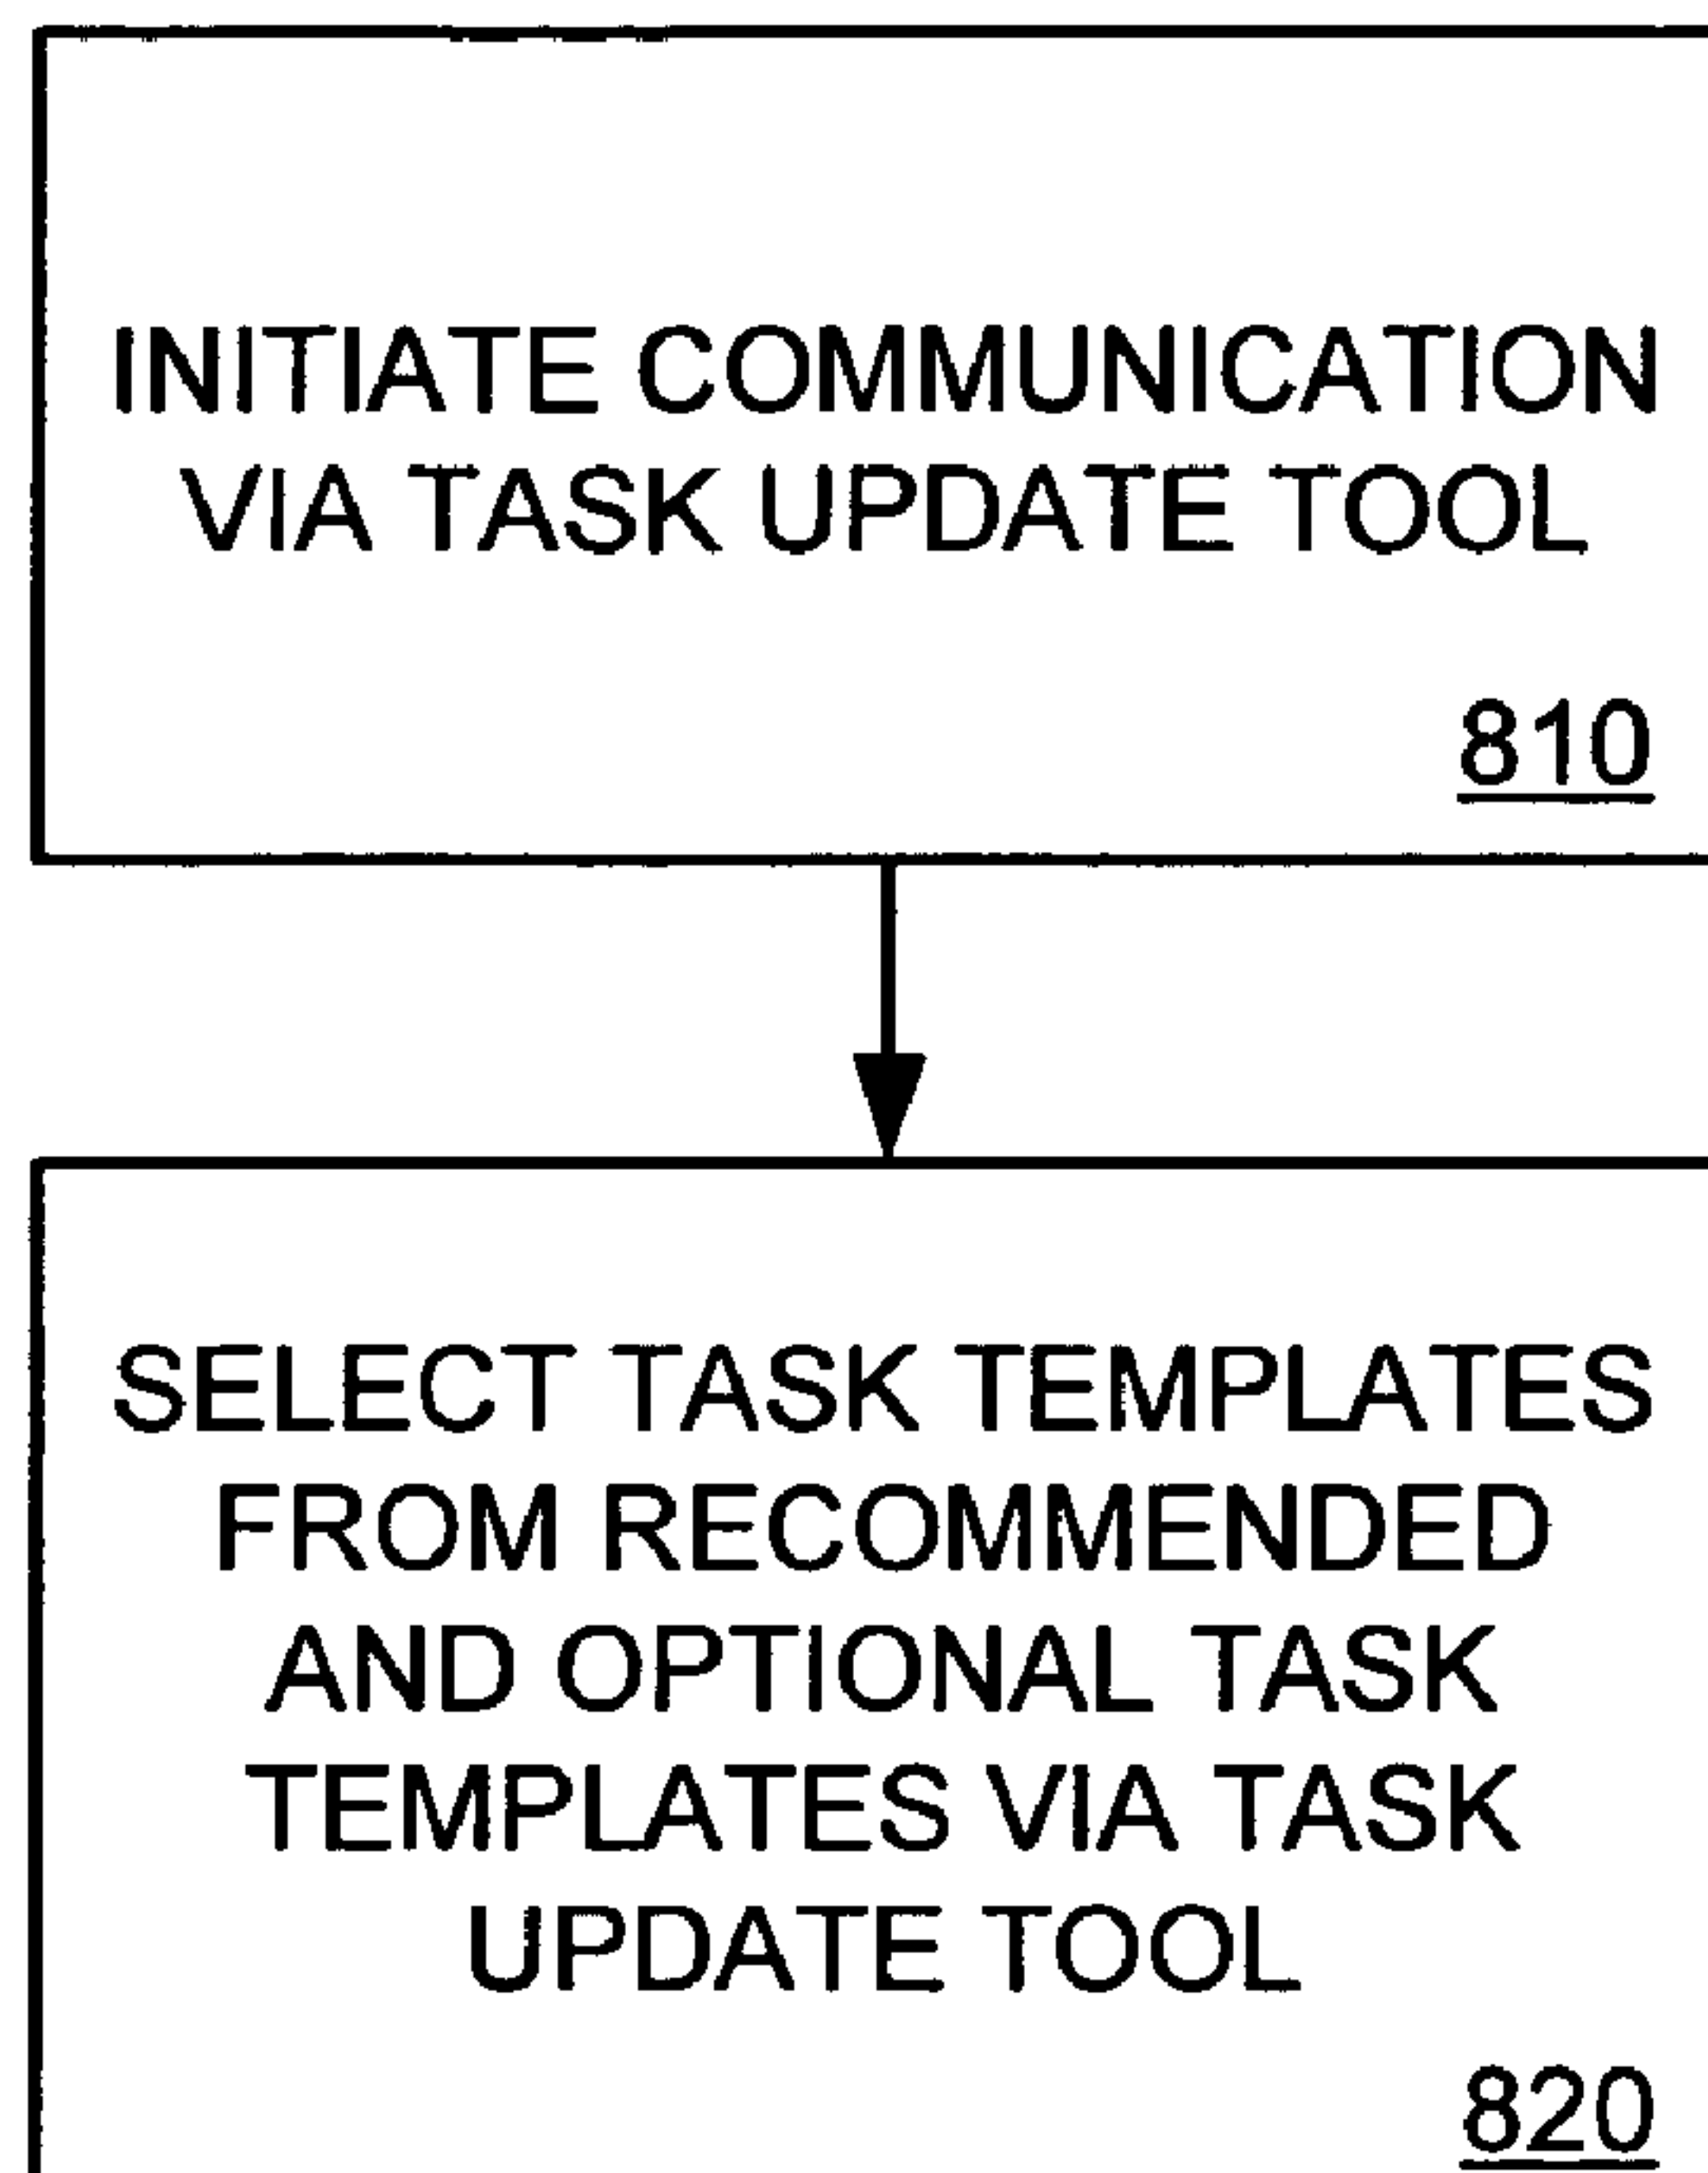 INITIATE COMMUNICATION
VIA TASK UPDATE TOOL
810
SELECT TASK TEMPLATES
FROM RECOMMENDED
AND OPTIONAL TASK
TEMPLATES VIA TASK
UPDATE TOOL
820